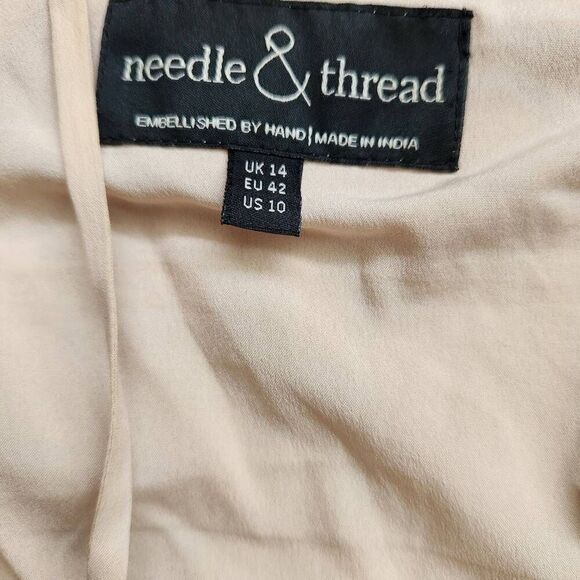 needle & thread
EMBELLISHED BY HAND | MADE IN INDIA
UK 14
EU 42
US 10